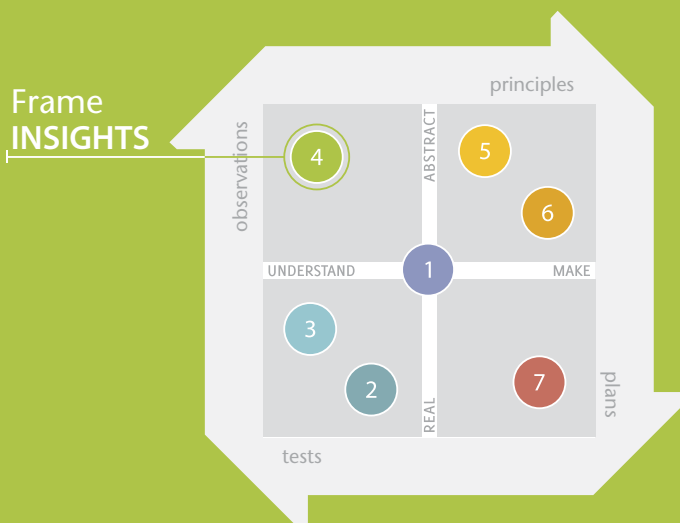 principles
Frame
INSIGHTS
observations
ABSTRACT
4
5
6
UNDERSTAND
1
MAKE
3
2
7
REAL
plans
tests